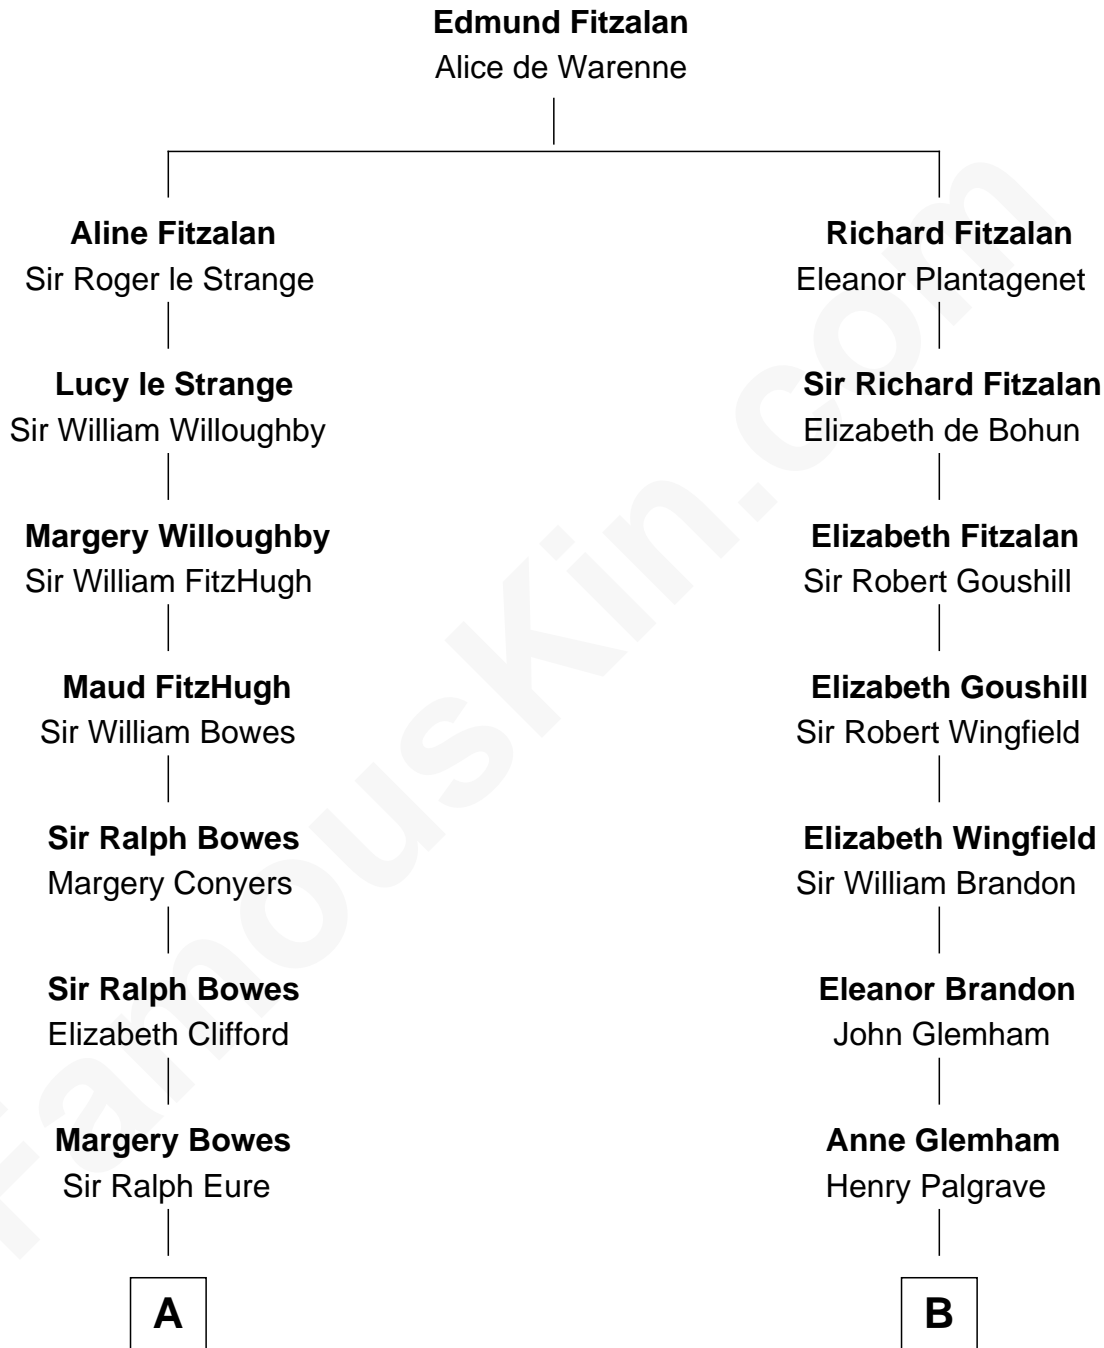 Edmund Fitzalan
Alice de Warenne
Aline Fitzalan
Sir Roger le Strange
Richard Fitzalan
Eleanor Plantagenet
Lucy le Strange
Sir William Willoughby
Sir Richard Fitzalan
Elizabeth de Bohun
Margery Willoughby
Sir William FitzHugh
Elizabeth Fitzalan
Sir Robert Goushill
Maud FitzHugh
Sir William Bowes
Elizabeth Goushill
Sir Robert Wingfield
Sir Ralph Bowes
Margery Conyers
Elizabeth Wingfield
Sir William Brandon
Sir Ralph Bowes
Elizabeth Clifford
Eleanor Brandon
John Glemham
Margery Bowes
Sir Ralph Eure
Anne Glemham
Henry Palgrave
A
B
FamousKin.com